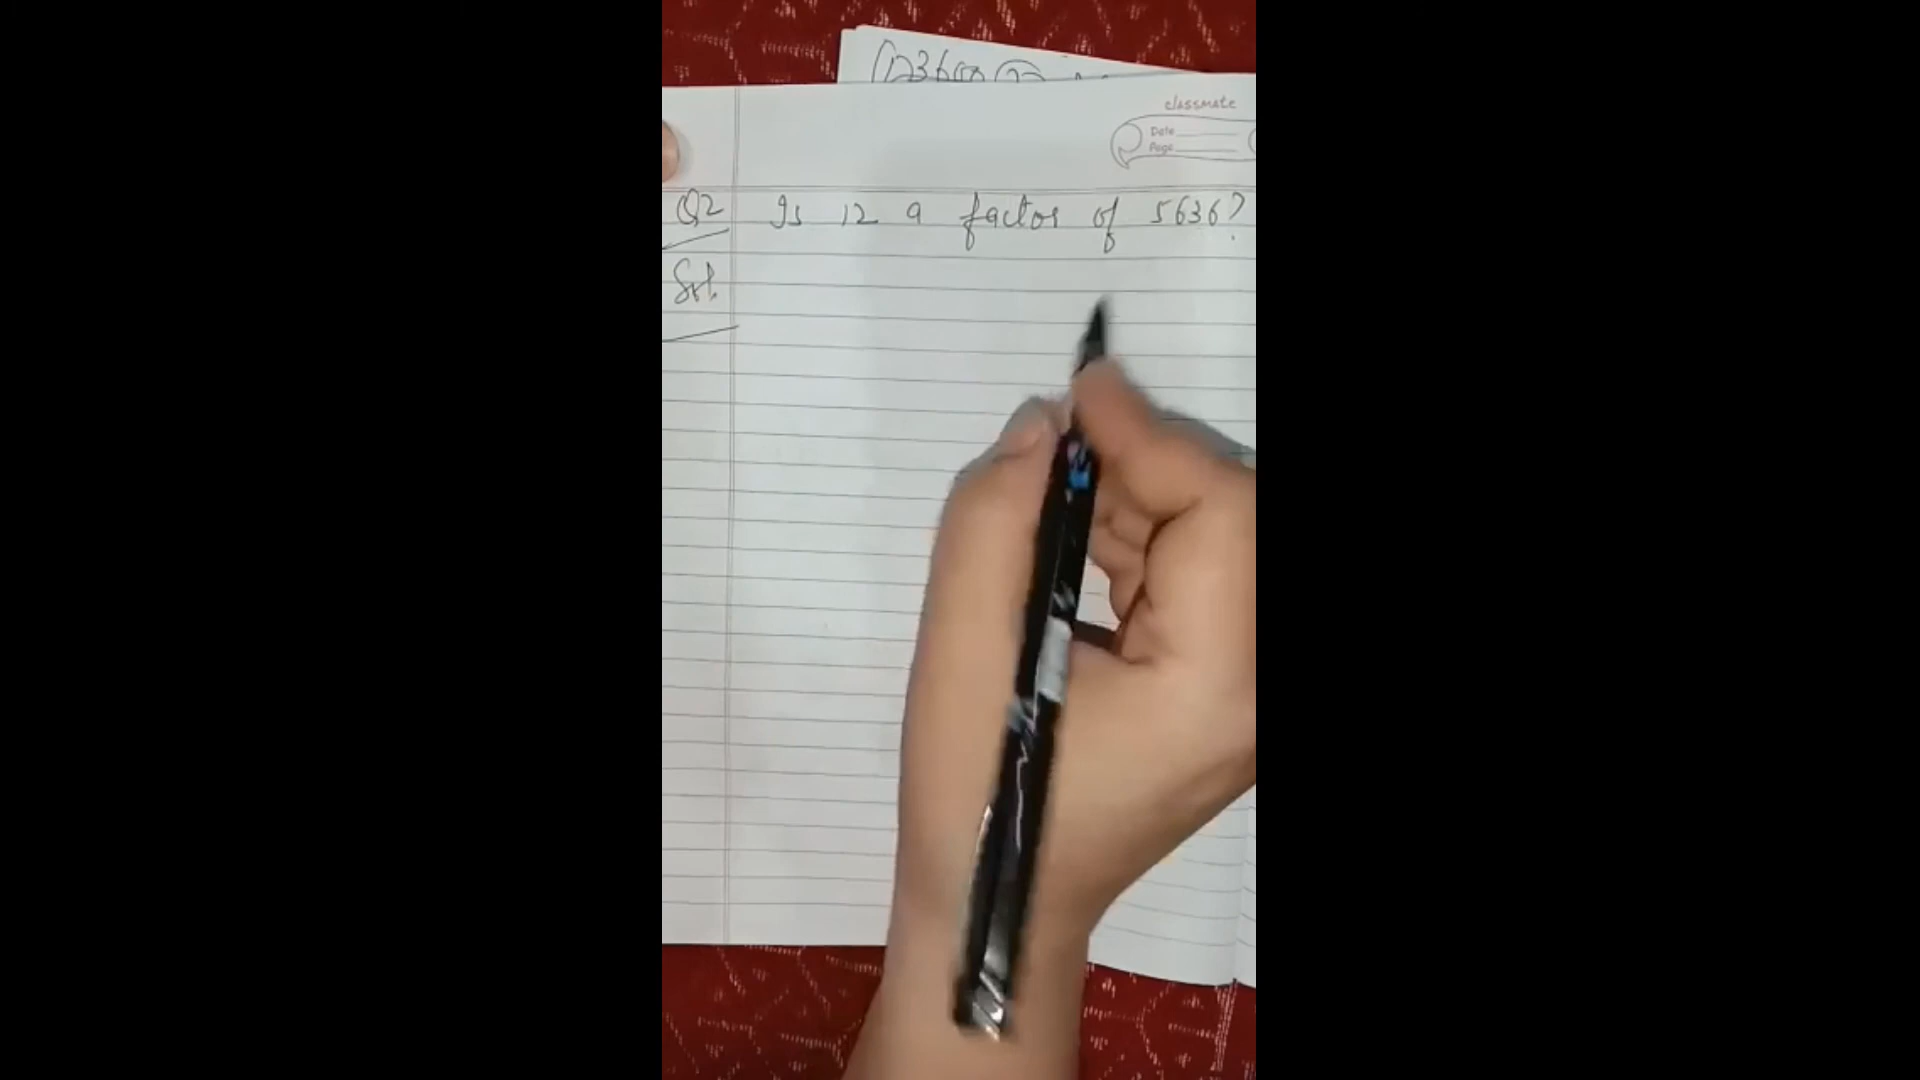 classmate
Date
Page
Q2 Is 12 a factor of 5636?
Sol.